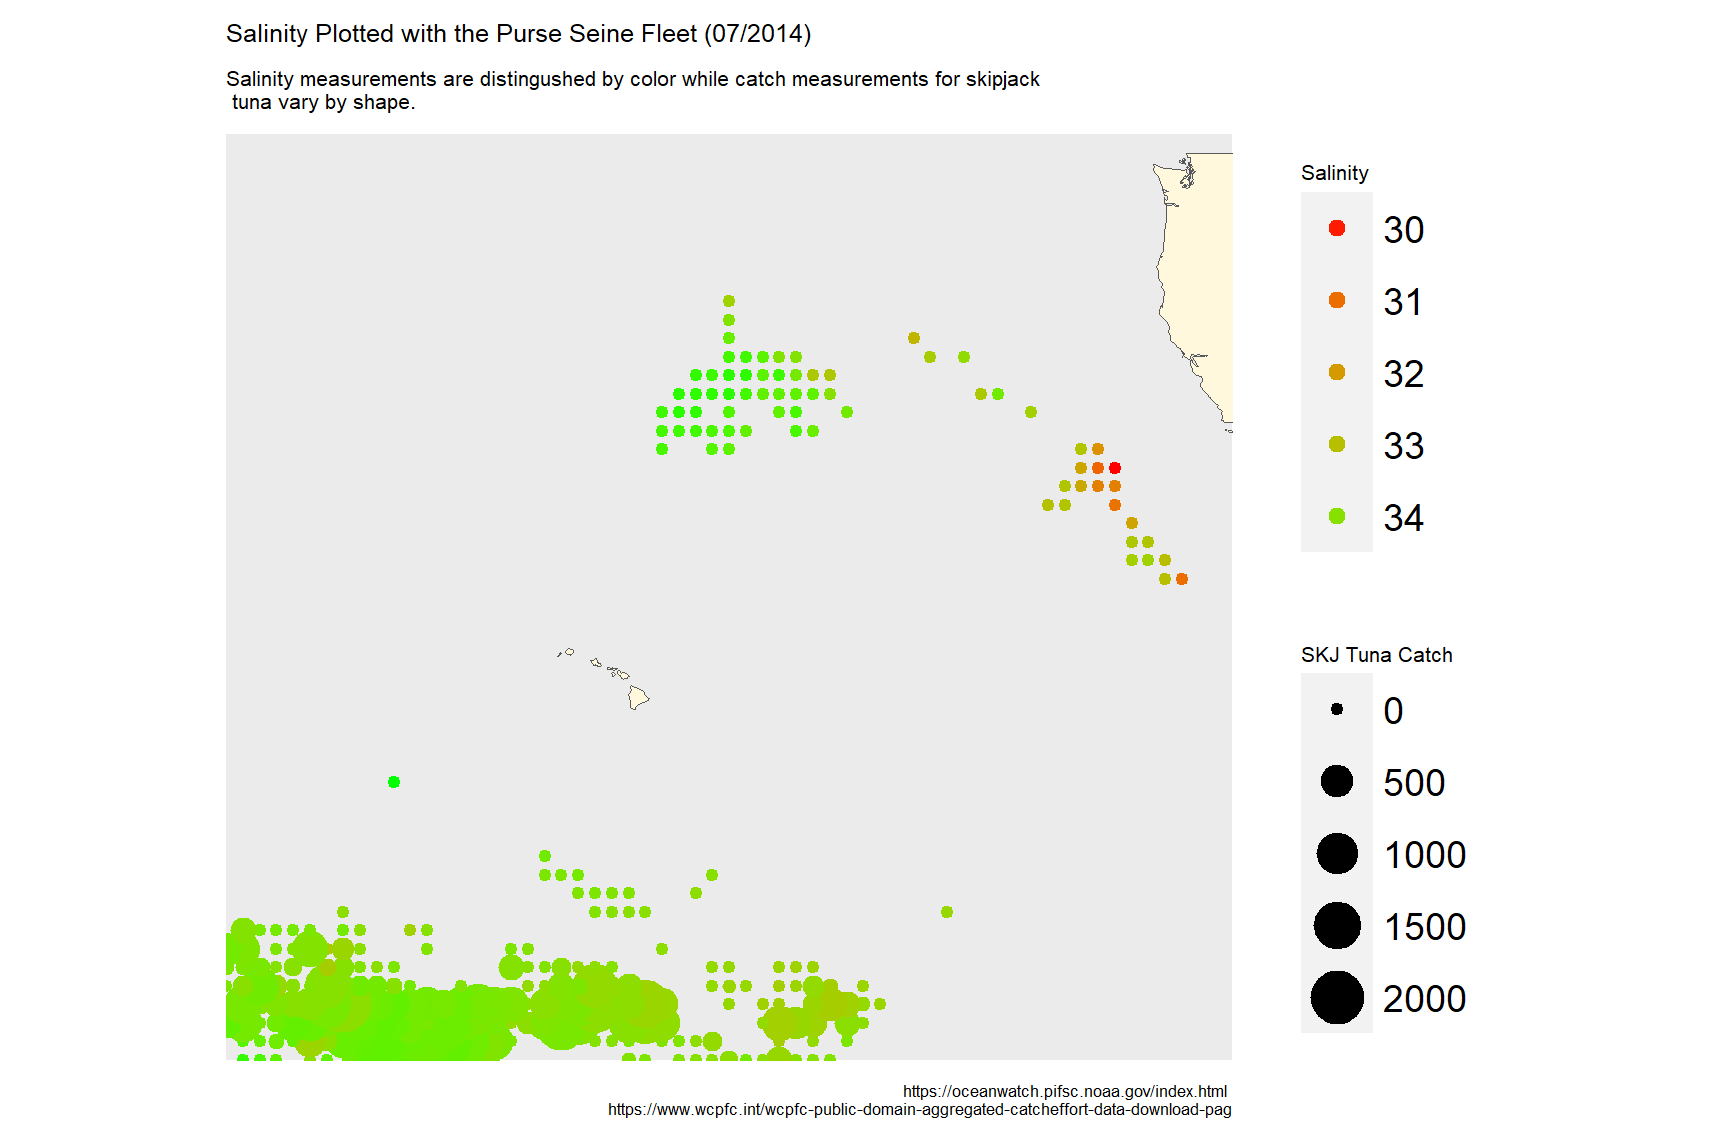 Salinity Plotted with the Purse Seine Fleet (07/2014)
Salinity measurements are distingushed by color while catch measurements for skipjack
tuna vary by shape.
Salinity
30
31
32
33
34
SKJ Tuna Catch
0
500
1000
1500
2000
https://oceanwatch.pifsc.noaa.gov/index.html
https://www.wcpfc.int/wcpfc-public-domain-aggregated-catcheffort-data-download-pag